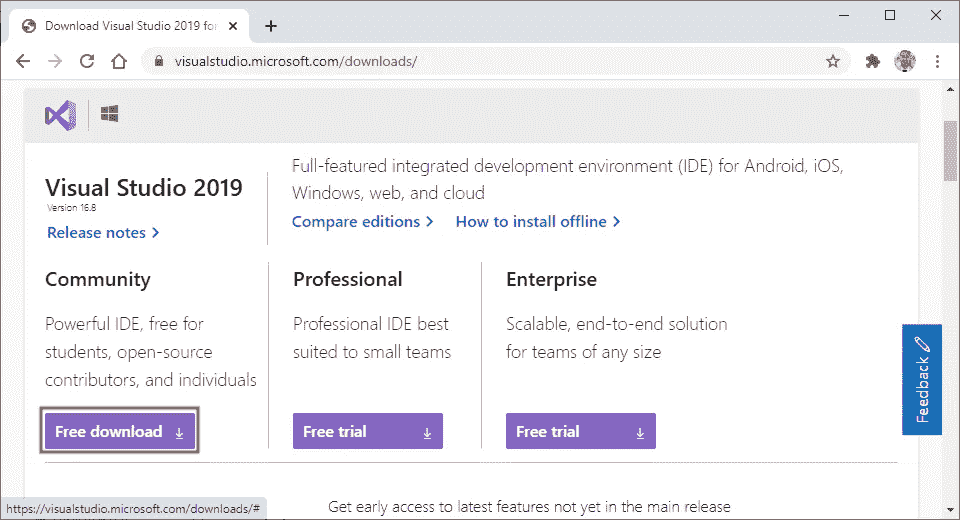 Download Visual Studio 2019 for
visualstudio.microsoft.com/downloads/
Full-featured integrated development environment (IDE) for Android, iOS,
Windows, web, and cloud
Visual Studio 2019
Version 16.8
Compare editions
How to install offline
Release notes
Community
Powerful IDE, free for
students, open-source
contributors, and individuals
Free download
Professional
Professional IDE best
suited to small teams
Free trial
Enterprise
Scalable, end-to-end solution
for teams of any size
Free trial
Feedback
https://visualstudio.microsoft.com/downloads/#
Get early access to latest features not yet in the main release